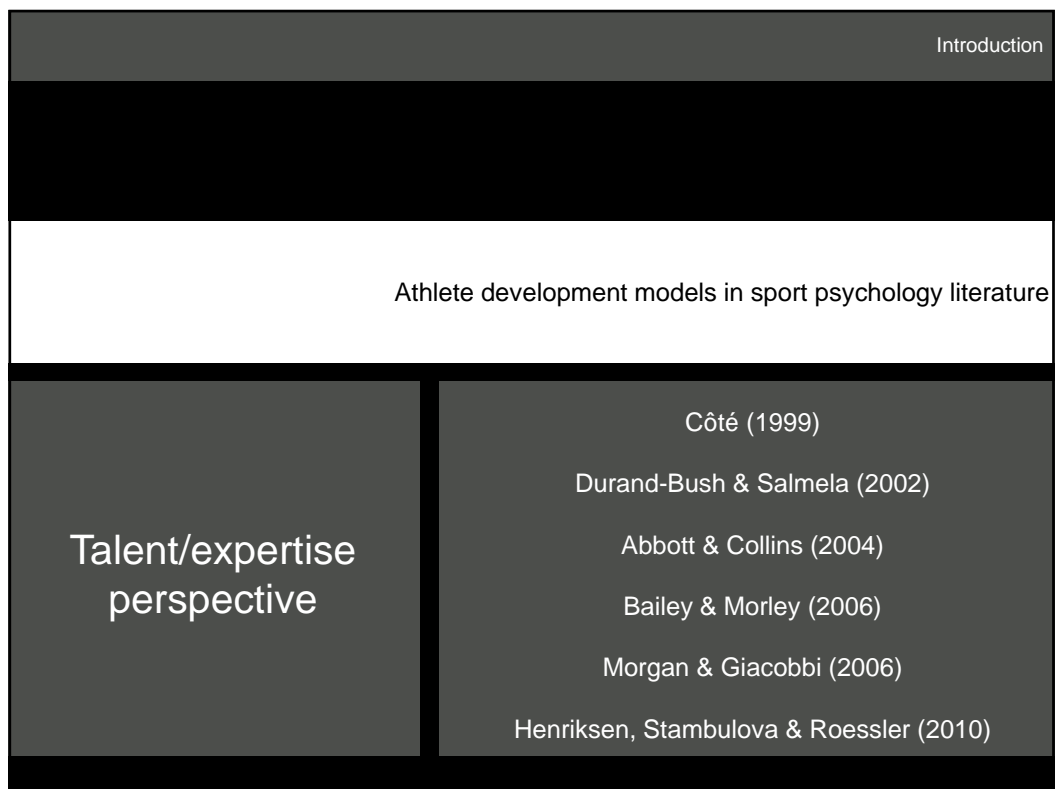 Introduction
Athlete development models in sport psychology literature
Talent/expertise
perspective
Côté (1999)
Durand-Bush & Salmela (2002)
Abbott & Collins (2004)
Bailey & Morley (2006)
Morgan & Giacobbi (2006)
Henriksen, Stambulova & Roessler (2010)